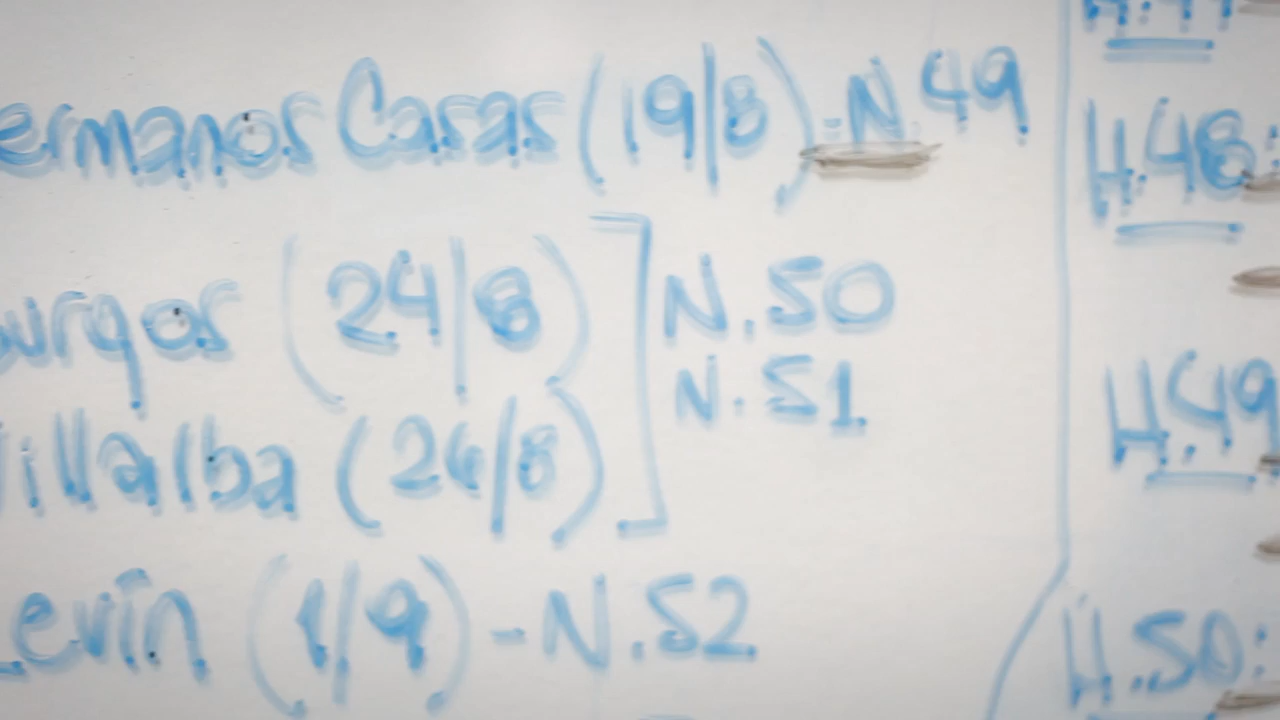 ermanos Casas (19/8) - N 49
urgos (24/8) ] N.50
N.51
illalba (26/8)
Levin (1/9) - N.52
H.48:
H.49
H.50: